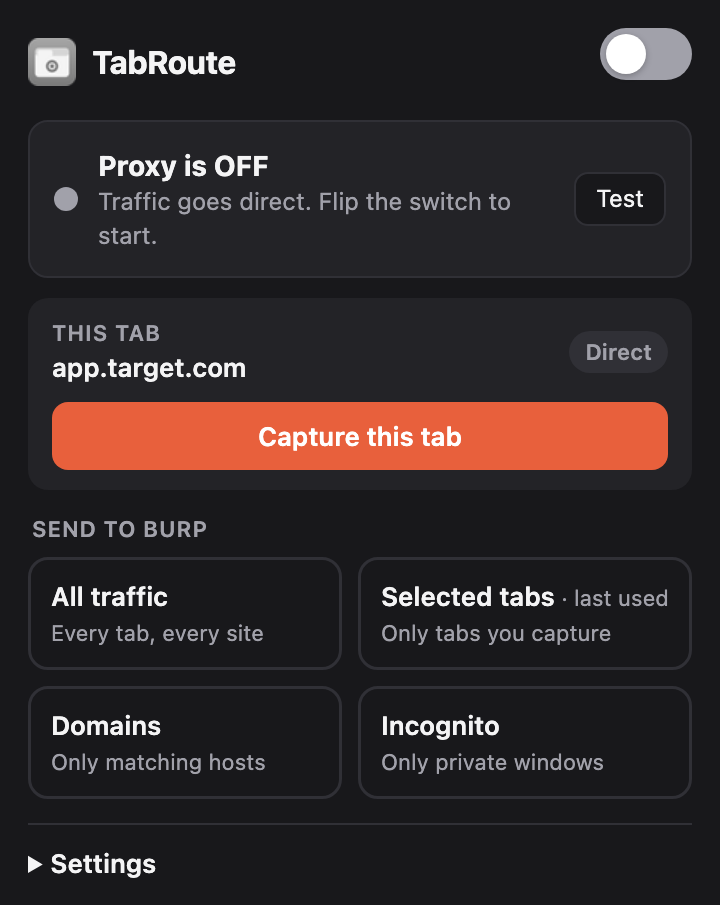 TabRoute
Proxy is OFF
Traffic goes direct. Flip the switch to
start.
Test
THIS TAB
app.target.com
Direct
Capture this tab
SEND TO BURP
All traffic
Every tab, every site
Selected tabs · last used
Only tabs you capture
Domains
Only matching hosts
Incognito
Only private windows
Settings